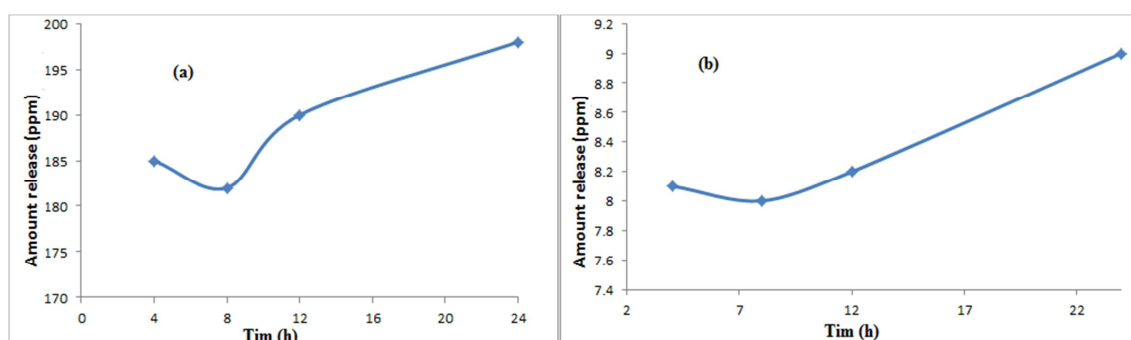 200
195
190
185
180
175
170
Amount release (ppm)
(a)
0 4 8 12 16 20 24
Tim (h)
9.2
9
8.8
8.6
8.4
8.2
8
7.8
7.6
7.4
Amount release (ppm)
(b)
2 7 12 17 22
Tim (h)